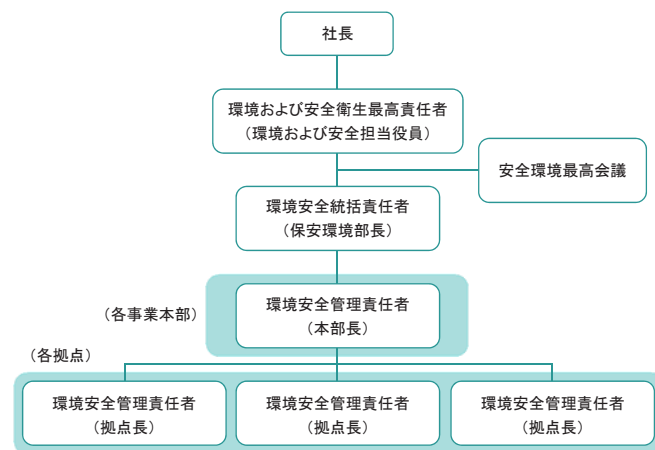 社長
環境および安全衛生最高責任者
（環境および安全担当役員）
安全環境最高会議
環境安全統括責任者
（保安環境部長）
（各事業本部）
環境安全管理責任者
（本部長）
（各拠点）
環境安全管理責任者
（拠点長）
環境安全管理責任者
（拠点長）
環境安全管理責任者
（拠点長）